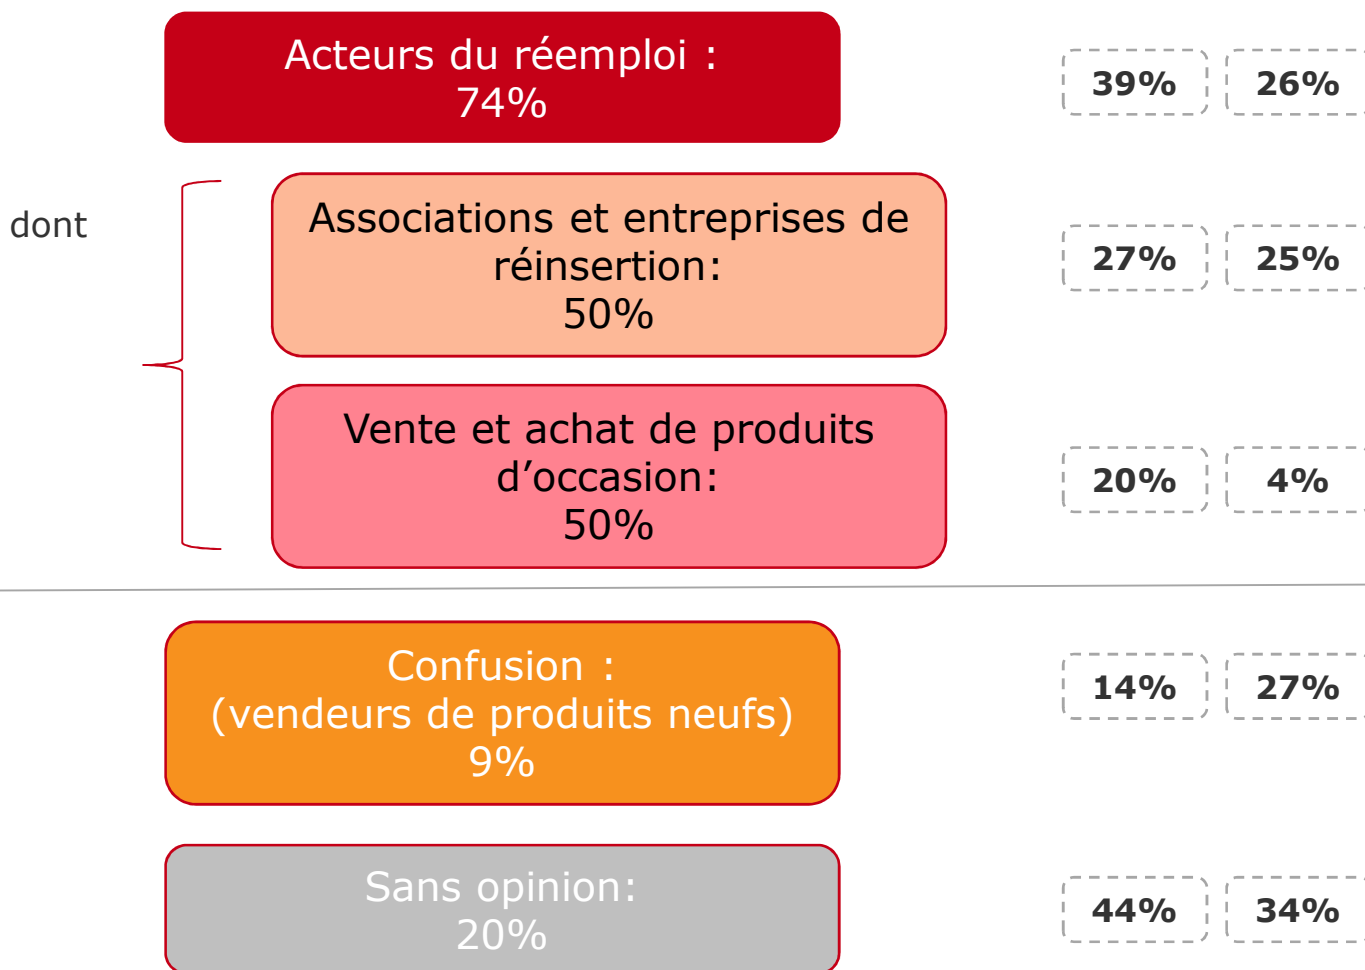 Acteurs du réemploi :
74%
39% 26%
dont
Associations et entreprises de
réinsertion:
50%
27% 25%
Vente et achat de produits
d’occasion:
50%
20% 4%
Confusion :
(vendeurs de produits neufs)
9%
14% 27%
Sans opinion:
20%
44% 34%